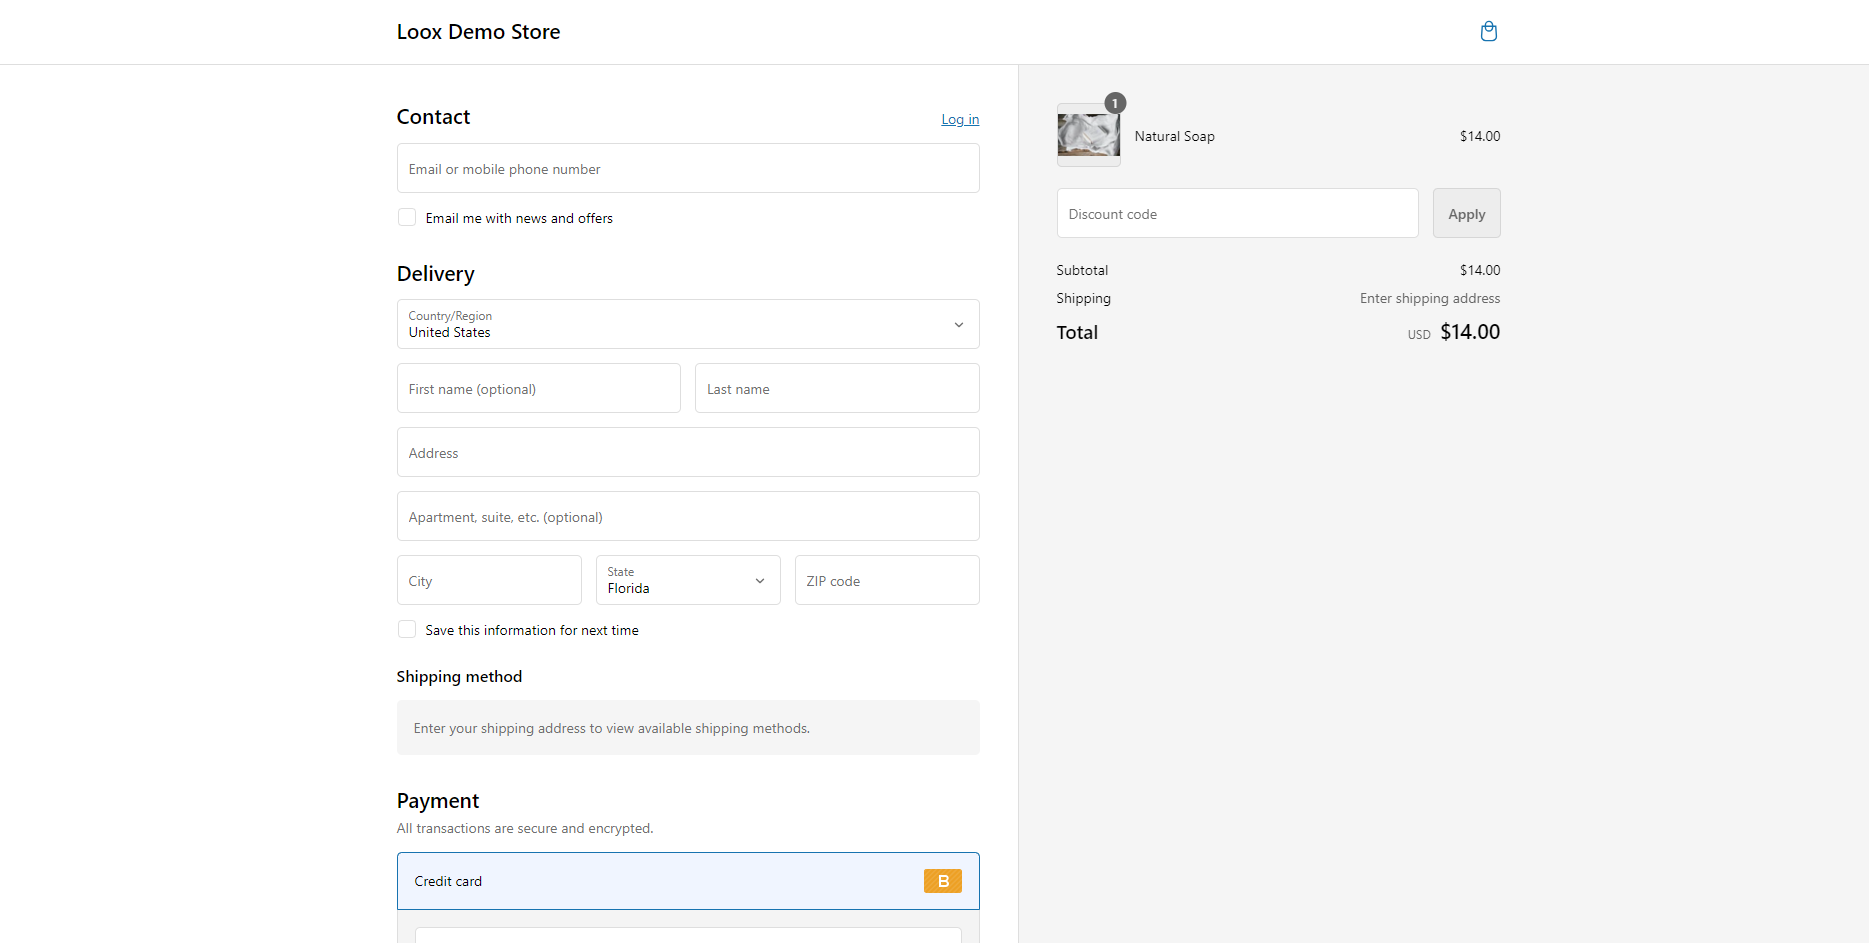 Loox Demo Store
Contact
Log in
Email or mobile phone number
Email me with news and offers
Delivery
Country/Region
United States
First name (optional)
Last name
Address
Apartment, suite, etc. (optional)
City
State
Florida
ZIP code
Save this information for next time
Shipping method
Enter your shipping address to view available shipping methods.
Payment
All transactions are secure and encrypted.
Credit card
B
1
Natural Soap
$14.00
Discount code
Apply
Subtotal
$14.00
Shipping
Enter shipping address
Total
USD $14.00